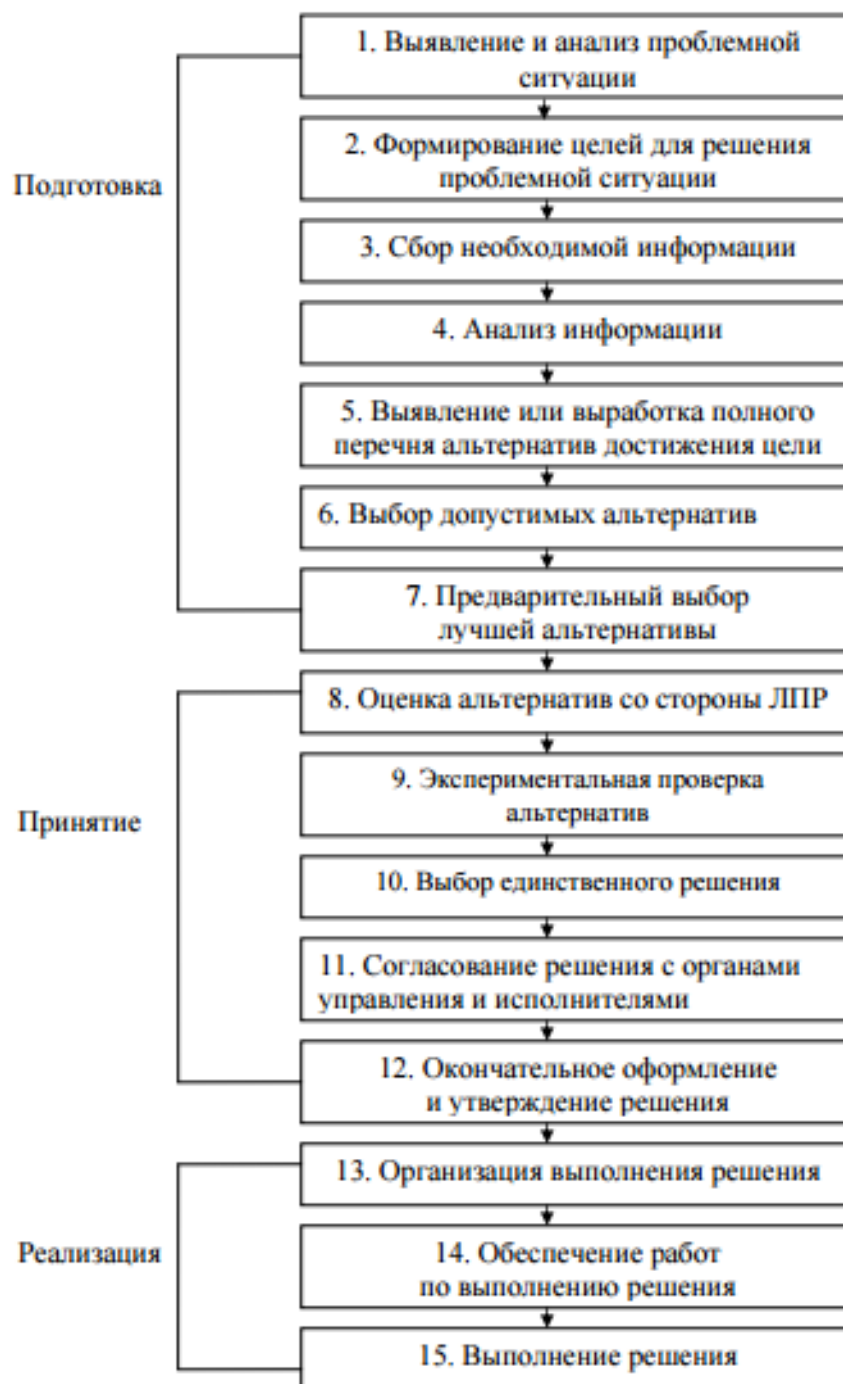 1. Выявление и анализ проблемной
ситуации
2. Формирование целей для решения
проблемной ситуации
Подготовка
3. Сбор необходимой информации
4. Анализ информации
5. Выявление или выработка полного
перечня альтернатив достижения цели
6. Выбор допустимых альтернатив
7. Предварительный выбор
лучшей альтернативы
8. Оценка альтернатив со стороны ЛПР
9. Экспериментальная проверка
альтернатив
Принятие
10. Выбор единственного решения
11. Согласование решения с органами
управления и исполнителями
12. Окончательное оформление
и утверждение решения
13. Организация выполнения решения
Реализация
14. Обеспечение работ
по выполнению решения
15. Выполнение решения